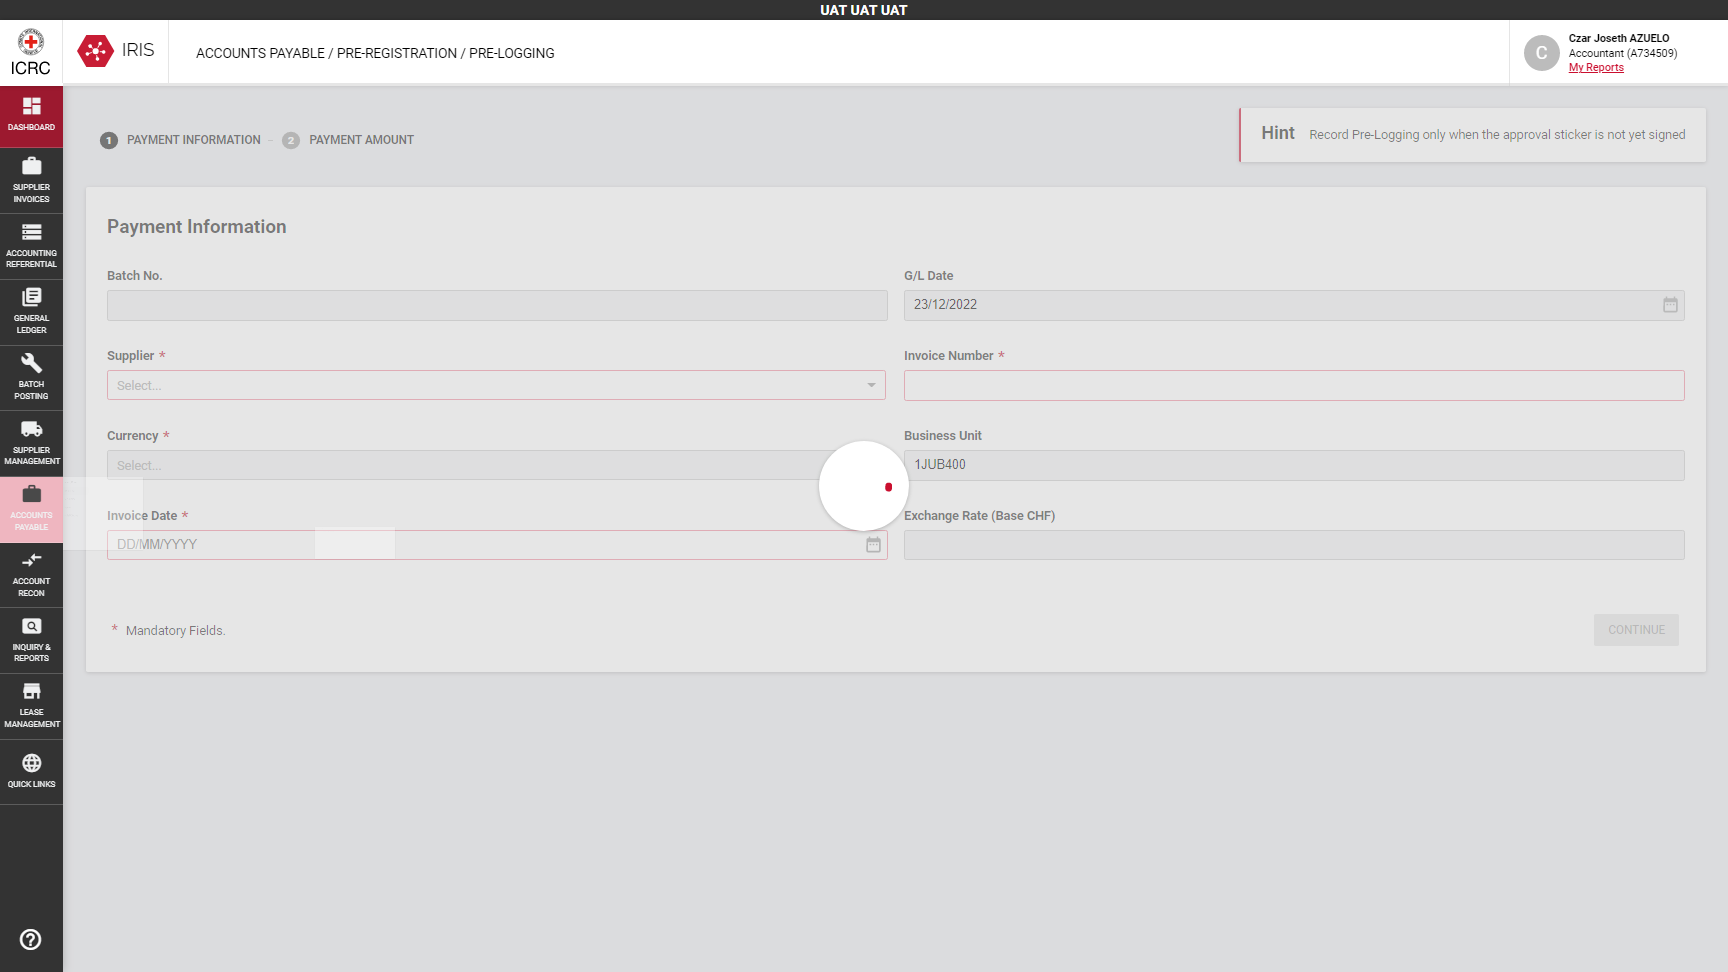 UAT UAT UAT
ICRC
IRIS
ACCOUNTS PAYABLE / PRE-REGISTRATION / PRE-LOGGING
C
Czar Joseth AZUELO
Accountant (A734509)
My Reports
DASHBOARD
SUPPLIER
INVOICES
ACCOUNTING
REFERENTIAL
GENERAL
LEDGER
BATCH
POSTING
SUPPLIER
MANAGEMENT
ACCOUNTS
PAYABLE
ACCOUNT
RECON
INQUIRY &
REPORTS
LEASE
MANAGEMENT
QUICK LINKS
1 PAYMENT INFORMATION - 2 PAYMENT AMOUNT
Hint Record Pre-Logging only when the approval sticker is not yet signed
Payment Information
Batch No.
G/L Date
23/12/2022
Supplier *
Select...
Invoice Number *
Currency *
Select...
Business Unit
1JUB400
Invoice Date *
DD/MM/YYYY
Exchange Rate (Base CHF)
* Mandatory Fields.
CONTINUE